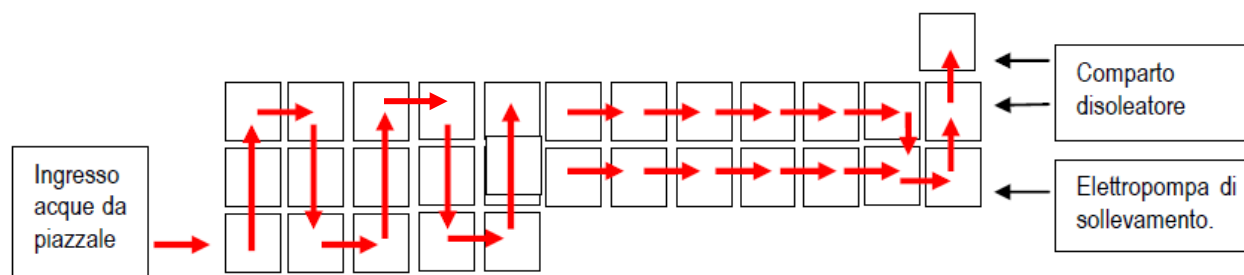 Comparto
disoleatore
Ingresso
acque da
piazzale
Elettropompa di
sollevamento.